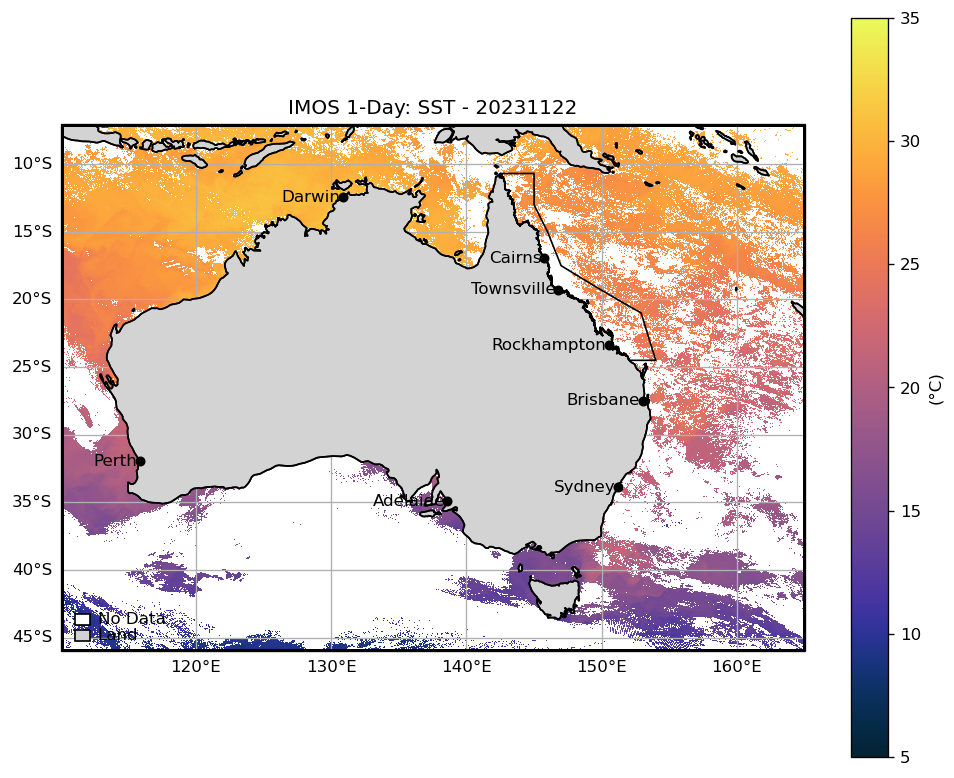 IMOS 1-Day: SST - 20231122
35
10°S
30
Darwin
15°S
Cairns
25
Townsville
20°S
Rockhampton
25°S
20
(°C)
Brisbane
30°S
Perth
Sydney
Adelaide
35°S
15
40°S
No Data
Land
45°S
10
120°E 130°E 140°E 150°E 160°E
5